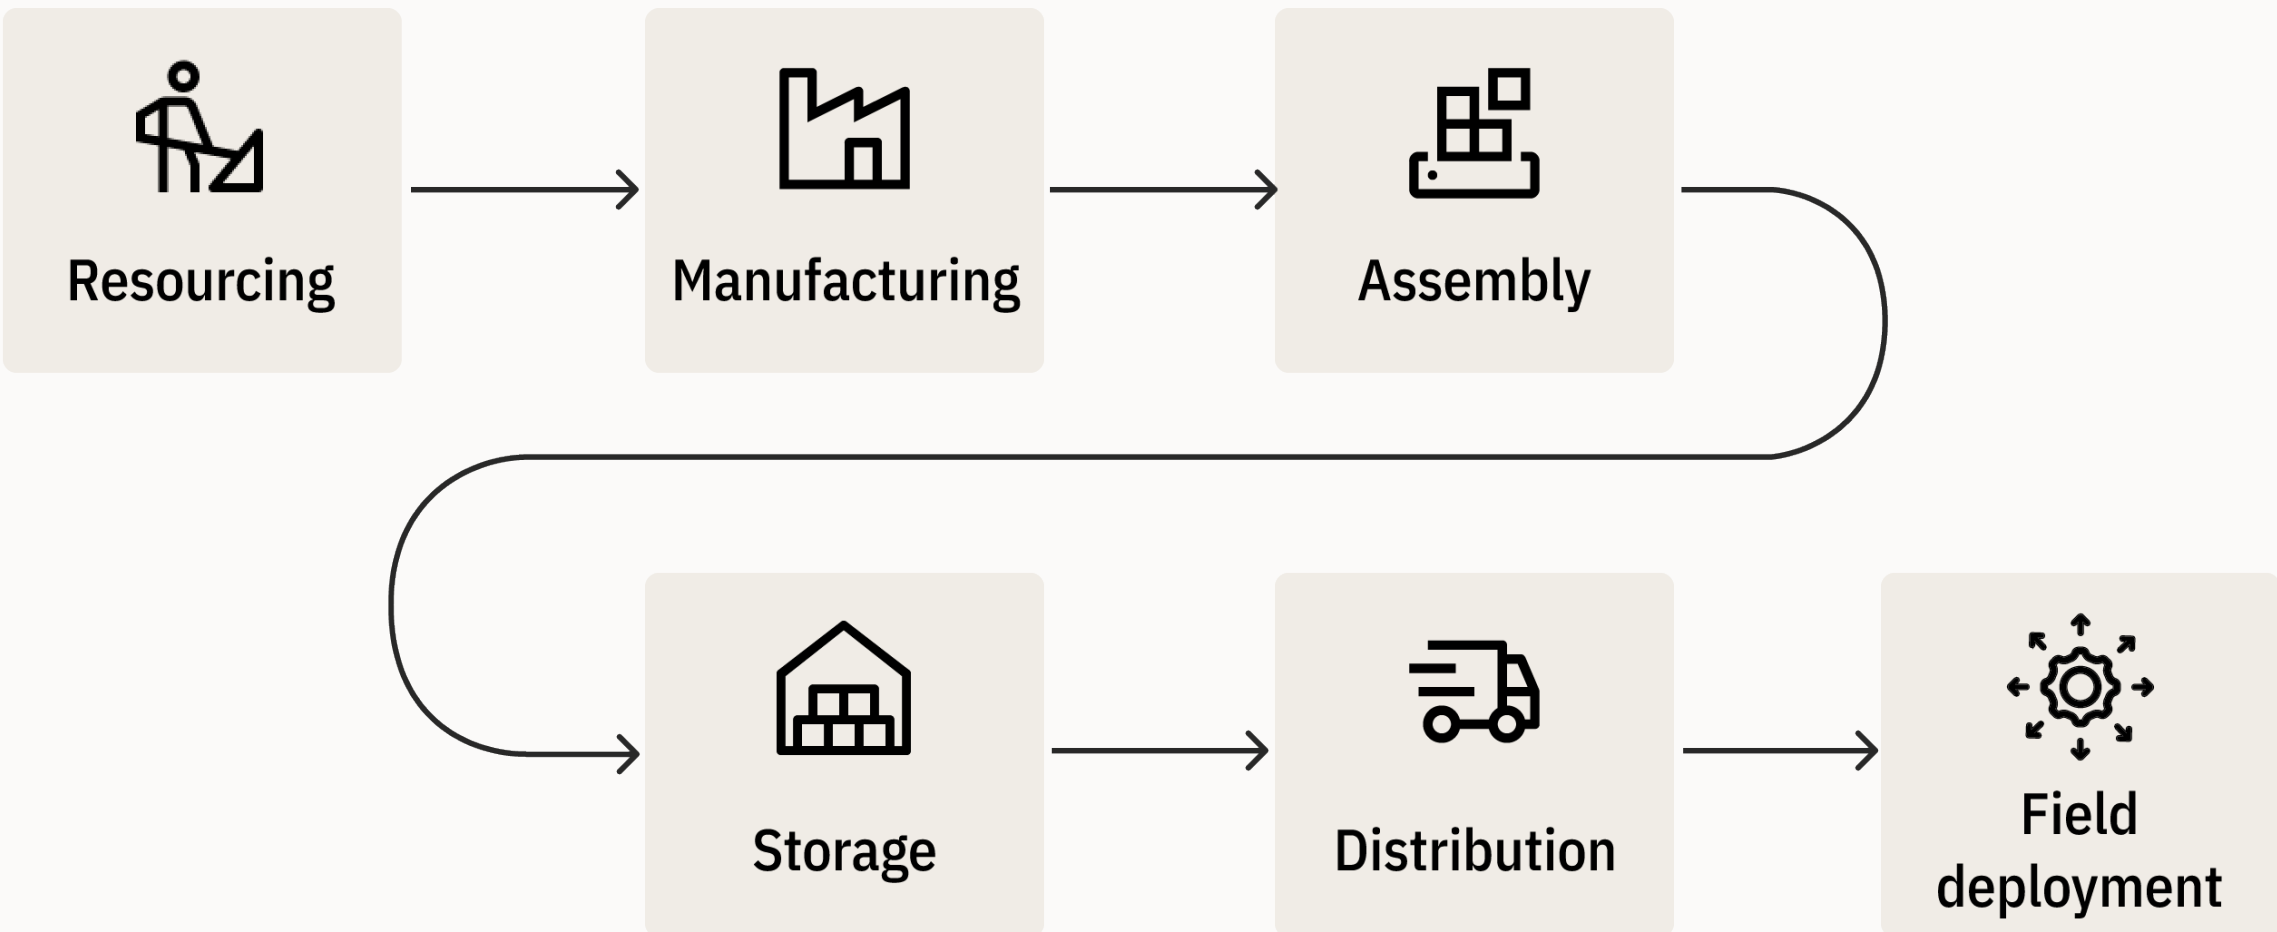 Resourcing
Manufacturing
Assembly
Storage
Distribution
Field
deployment